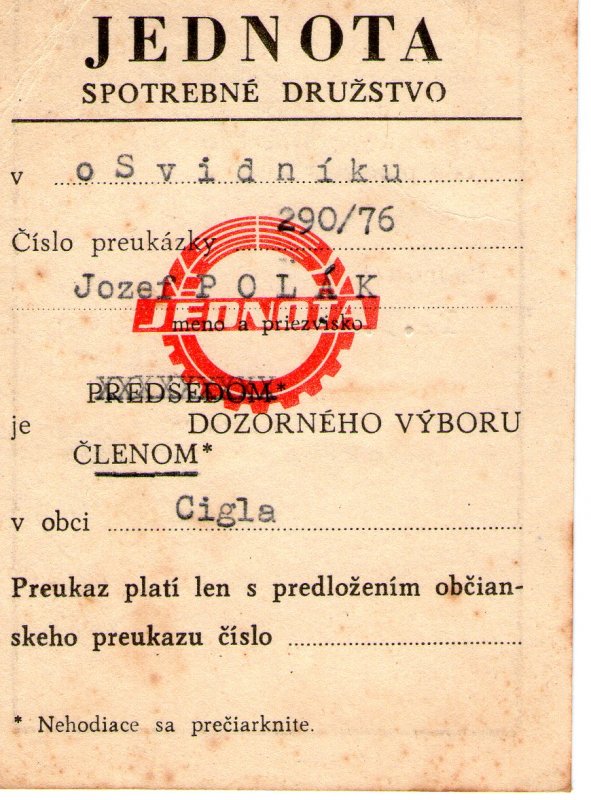 JEDNOTA
SPOTREBNÉ DRUŽSTVO
v oSvidníku
Číslo preukázky 290/76
Jozef POLÁK
JEDNOTA
meno a priezvisko
PREDSEDOM*
je DOZORNÉHO VÝBORU
ČLENOM*
v obci Cigla
Preukaz platí len s predložením občian-
skeho preukazu číslo
* Nehodiace sa prečiarknite.